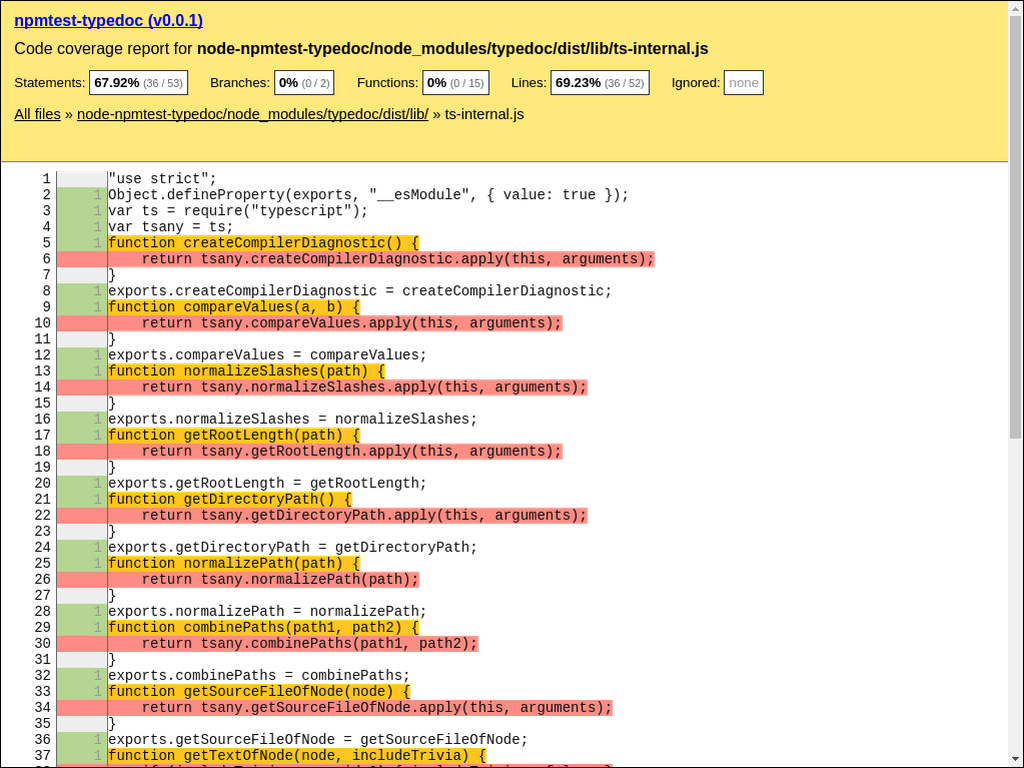 npmtest-typedoc (v0.0.1)
Code coverage report for node-npmtest-typedoc/node_modules/typedoc/dist/lib/ts-internal.js
Statements: 67.92% (36 / 53) Branches: 0% (0 / 2) Functions: 0% (0 / 15) Lines: 69.23% (36 / 52) Ignored: none
All files » node-npmtest-typedoc/node_modules/typedoc/dist/lib/ » ts-internal.js
1 "use strict";
2 1 Object.defineProperty(exports, "__esModule", { value: true });
3 1 var ts = require("typescript");
4 1 var tsany = ts;
5 1 function createCompilerDiagnostic() {
6     return tsany.createCompilerDiagnostic.apply(this, arguments);
7 }
8 1 exports.createCompilerDiagnostic = createCompilerDiagnostic;
9 1 function compareValues(a, b) {
10     return tsany.compareValues.apply(this, arguments);
11 }
12 1 exports.compareValues = compareValues;
13 1 function normalizeSlashes(path) {
14     return tsany.normalizeSlashes.apply(this, arguments);
15 }
16 1 exports.normalizeSlashes = normalizeSlashes;
17 1 function getRootLength(path) {
18     return tsany.getRootLength.apply(this, arguments);
19 }
20 1 exports.getRootLength = getRootLength;
21 1 function getDirectoryPath() {
22     return tsany.getDirectoryPath.apply(this, arguments);
23 }
24 1 exports.getDirectoryPath = getDirectoryPath;
25 1 function normalizePath(path) {
26     return tsany.normalizePath(path);
27 }
28 1 exports.normalizePath = normalizePath;
29 1 function combinePaths(path1, path2) {
30     return tsany.combinePaths(path1, path2);
31 }
32 1 exports.combinePaths = combinePaths;
33 1 function getSourceFileOfNode(node) {
34     return tsany.getSourceFileOfNode.apply(this, arguments);
35 }
36 1 exports.getSourceFileOfNode = getSourceFileOfNode;
37 1 function getTextOfNode(node, includeTrivia) {